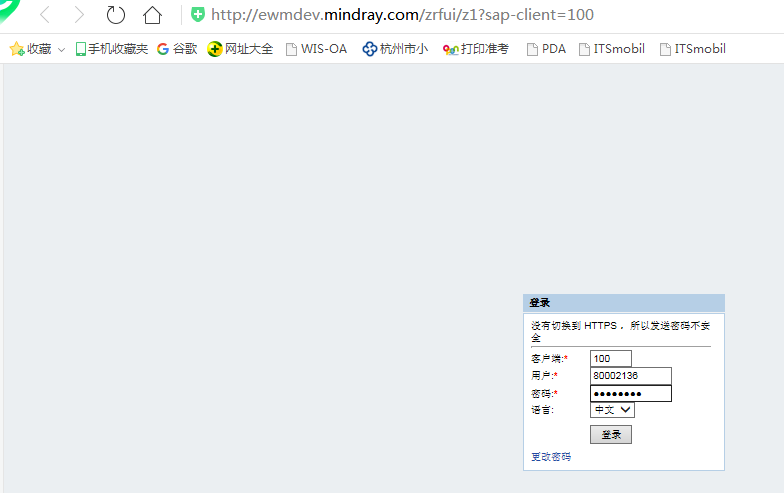 http://ewmdev.mindray.com/zrfui/z1?sap-client=100
收藏 手机收藏夹 谷歌 网址大全 WIS-OA 杭州市小 打印准考 PDA ITSmobil ITSmobil
登录
没有切换到 HTTPS ，所以发送密码不安
全
客户端:* 100
用户:* 80002136
密码:* ●●●●●●●●
语言: 中文
登录
更改密码